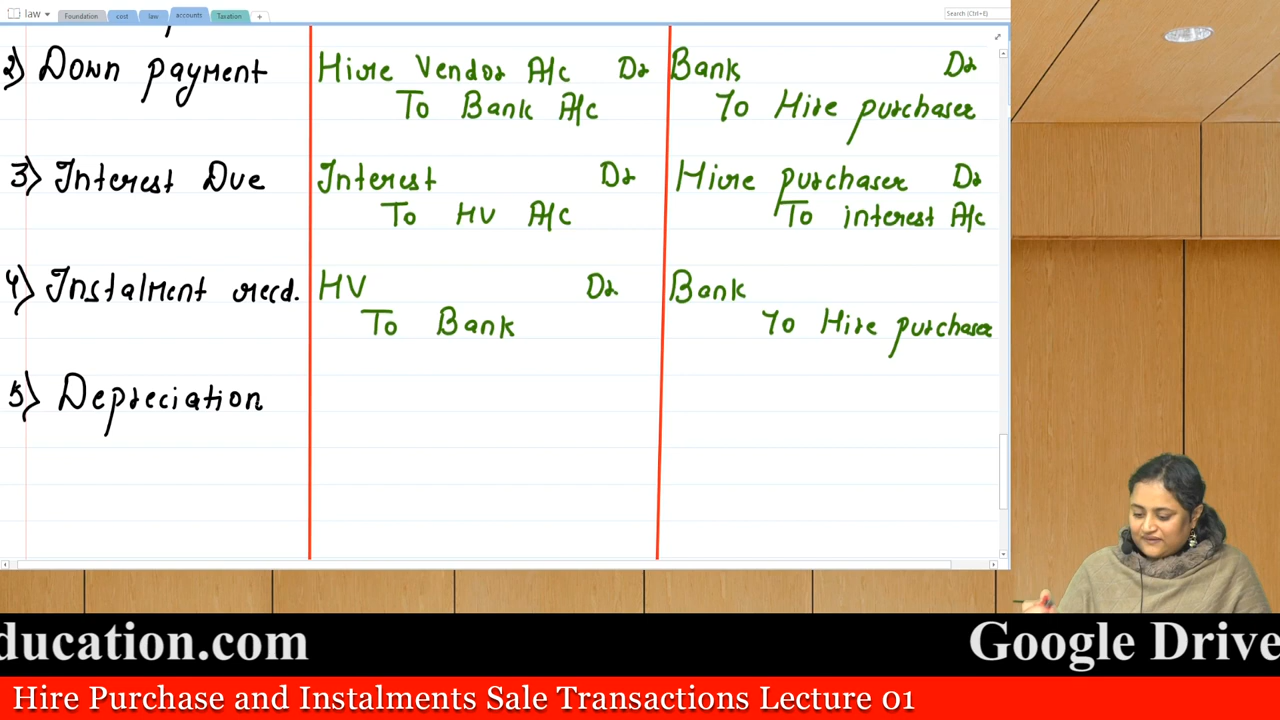 law
Foundation
cost
law
accounts
Taxation
Search (Ctrl+E)
2) Down payment
Hire Vendor A/c Dr
To Bank A/c
Bank Dr
To Hire purchaser
3) Interest Due
Interest Dr
To HV A/c
Hire purchaser Dr
To interest A/c
4) Instalment recd.
HV Dr
To Bank
Bank
To Hire purchaser
5) Depreciation
ducation.com
Google Drive
Hire Purchase and Instalments Sale Transactions Lecture 01